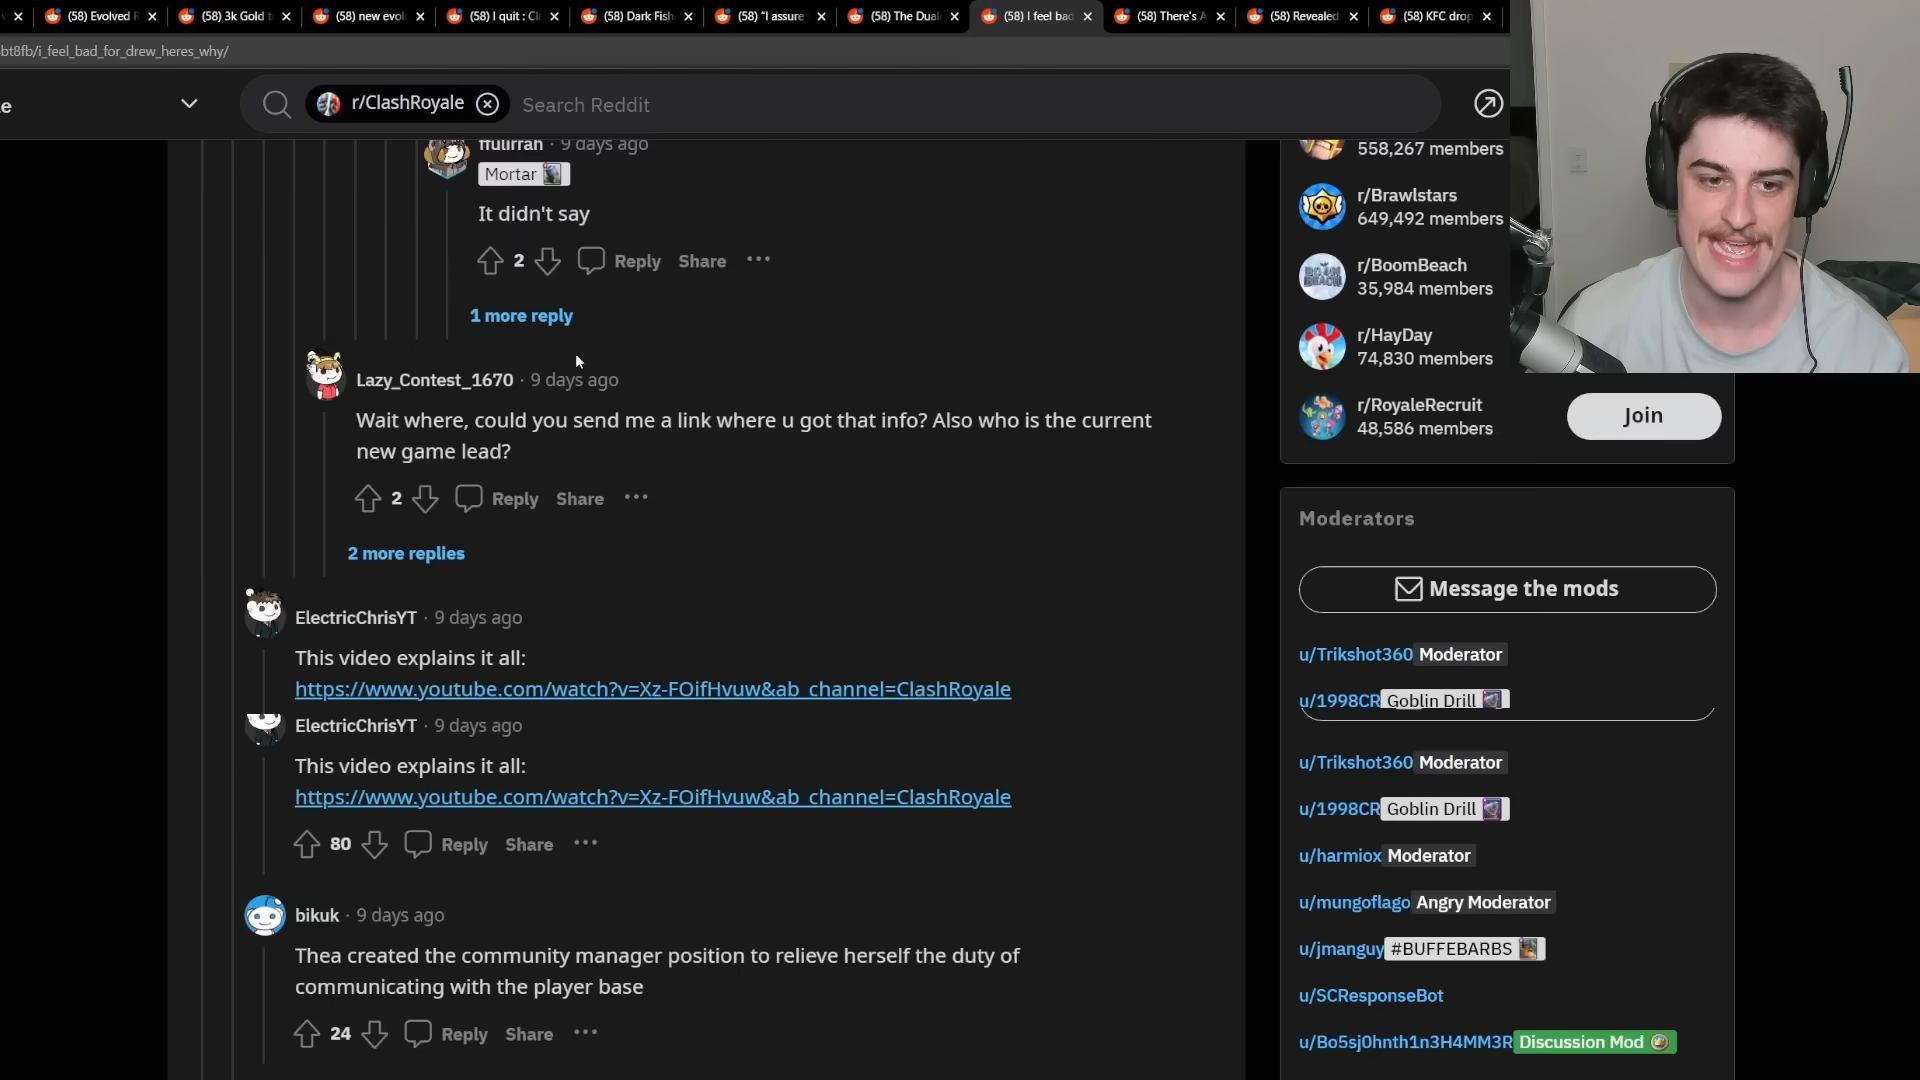 (58) Evolved R
(58) 3k Gold t
(58) new evol
(58) I quit : Cl
(58) Dark Fish
(58) "I assure
(58) The Dual
(58) I feel bad
(58) There's A
(58) Revealed
(58) KFC drop
bt8fb/i_feel_bad_for_drew_heres_why/
e
r/ClashRoyale
Search Reddit
ffulirrah · 9 days ago
Mortar
It didn't say
2
Reply
Share
1 more reply
Lazy_Contest_1670 · 9 days ago
Wait where, could you send me a link where u got that info? Also who is the current
new game lead?
2
Reply
Share
2 more replies
ElectricChrisYT · 9 days ago
This video explains it all:
https://www.youtube.com/watch?v=Xz-FOifHvuw&ab_channel=ClashRoyale
ElectricChrisYT · 9 days ago
This video explains it all:
https://www.youtube.com/watch?v=Xz-FOifHvuw&ab_channel=ClashRoyale
80
Reply
Share
bikuk · 9 days ago
Thea created the community manager position to relieve herself the duty of
communicating with the player base
24
Reply
Share
558,267 members
r/Brawlstars
649,492 members
r/BoomBeach
35,984 members
r/HayDay
74,830 members
r/RoyaleRecruit
48,586 members
Join
Moderators
Message the mods
u/Trikshot360 Moderator
u/1998CR Goblin Drill
u/Trikshot360 Moderator
u/1998CR Goblin Drill
u/harmiox Moderator
u/mungoflago Angry Moderator
u/jmanguy #BUFFEBARBS
u/SCResponseBot
u/Bo5sj0hnth1n3H4MM3R Discussion Mod